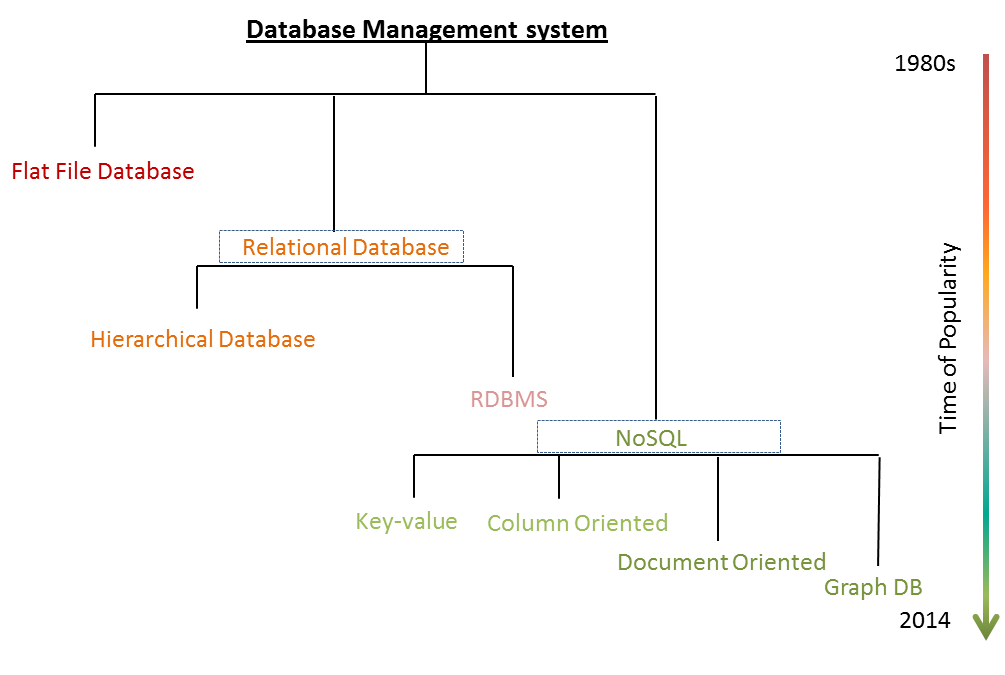 Database Management system
1980s
Flat File Database
Relational Database
Time of Popularity
Hierarchical Database
RDBMS
NoSQL
Key-value
Column Oriented
Document Oriented
Graph DB
2014